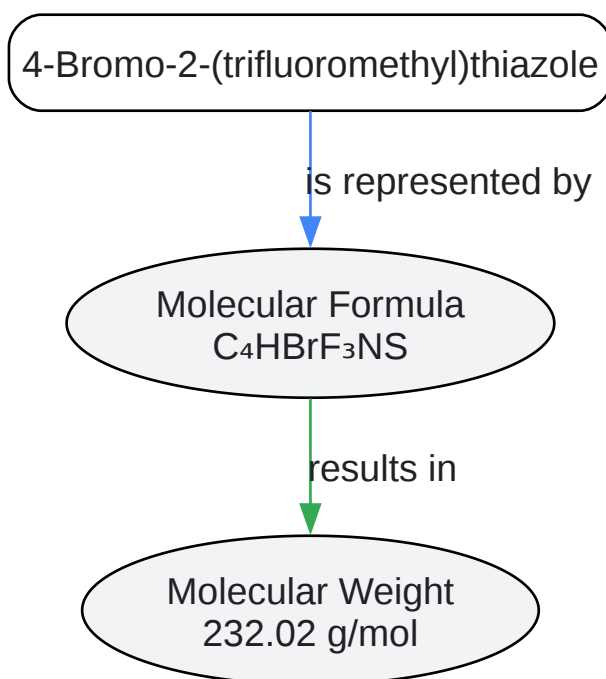 4-Bromo-2-(trifluoromethyl)thiazole
is represented by
Molecular Formula
C₄HBrF₃NS
results in
Molecular Weight
232.02 g/mol